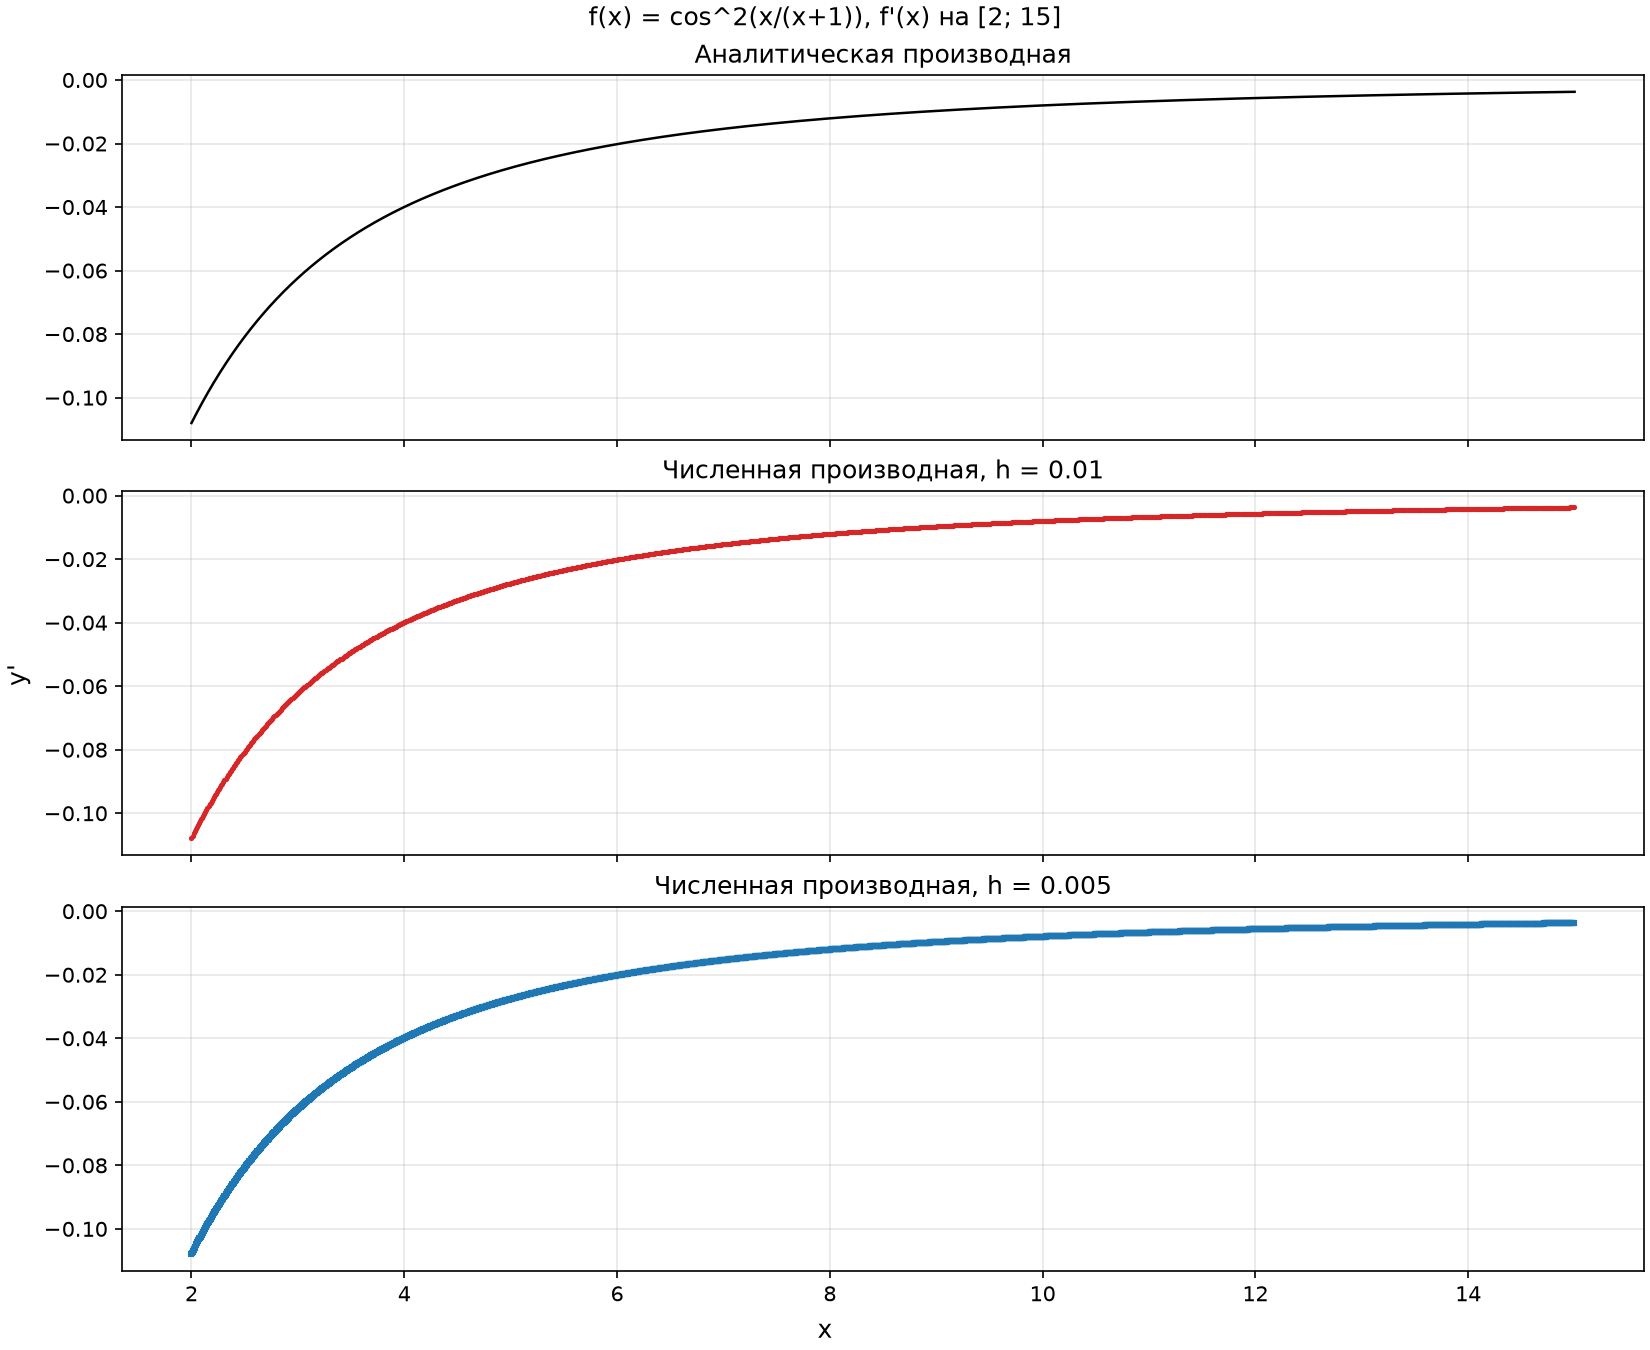 f(x) = cos^2(x/(x+1)), f'(x) на [2; 15]
Аналитическая производная
0.00
−0.02
−0.04
−0.06
−0.08
−0.10
Численная производная, h = 0.01
0.00
−0.02
−0.04
−0.06
−0.08
−0.10
y'
Численная производная, h = 0.005
0.00
−0.02
−0.04
−0.06
−0.08
−0.10
2 4 6 8 10 12 14
x